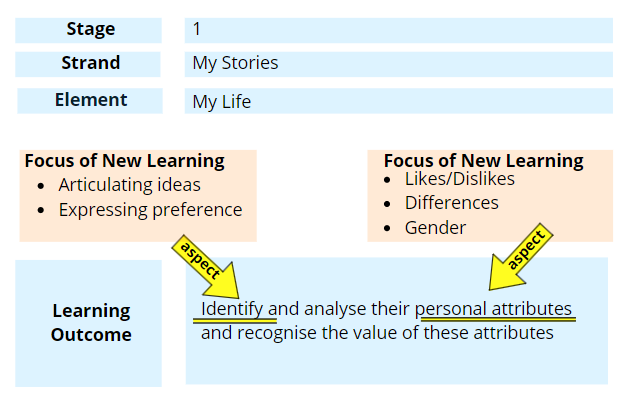 Stage 1
Strand My Stories
Element My Life
Focus of New Learning
• Articulating ideas
• Expressing preference
Focus of New Learning
• Likes/Dislikes
• Differences
• Gender
aspect
aspect
Learning
Outcome
Identify and analyse their personal attributes
and recognise the value of these attributes